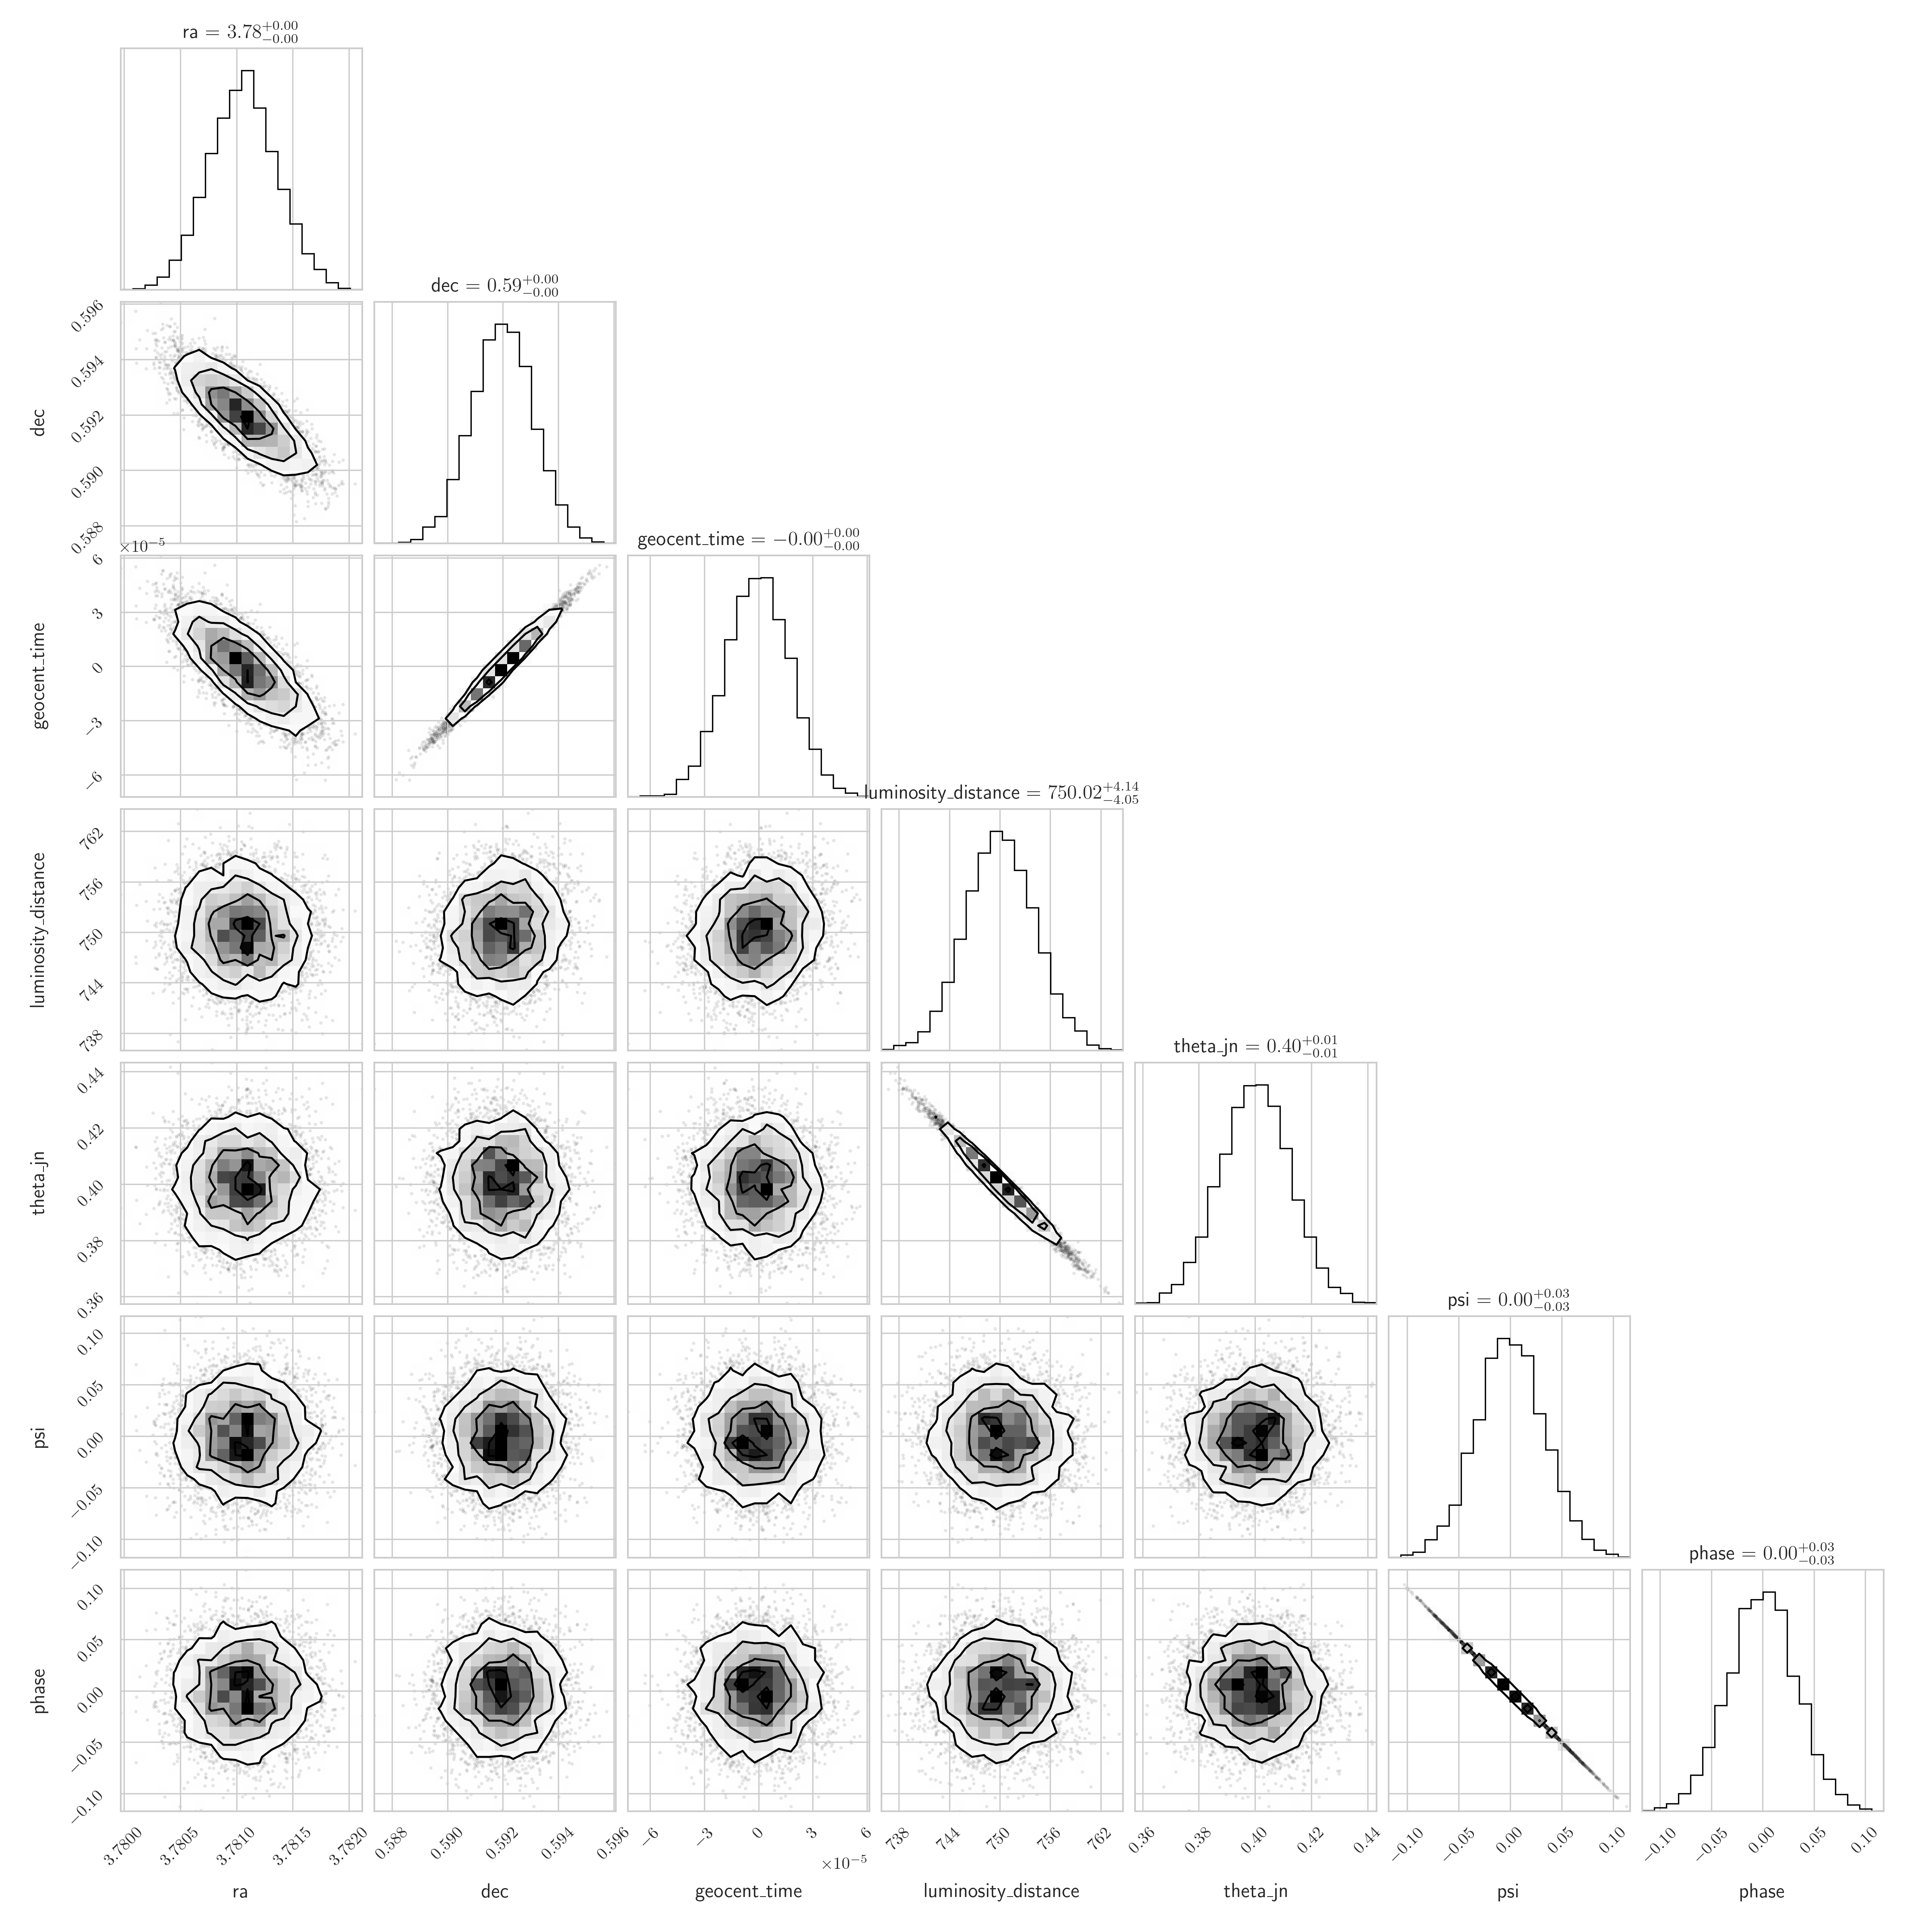 ra = 3.78+0.00−0.00
dec = 0.59+0.00−0.00
0.596
0.594
0.592
0.590
0.588
dec
geocent_time = −0.00+0.00−0.00
×10−5
6
3
0
−3
−6
geocent_time
luminosity_distance = 750.02+4.14−4.05
762
756
750
744
738
luminosity_distance
theta_jn = 0.40+0.01−0.01
0.44
0.42
0.40
0.38
0.36
theta_jn
psi = 0.00+0.03−0.03
0.10
0.05
0.00
−0.05
−0.10
psi
phase = 0.00+0.03−0.03
0.10
0.05
0.00
−0.05
−0.10
phase
3.7800 3.7805 3.7810 3.7815 3.7820 0.588 0.590 0.592 0.594 0.596 −6 −3 0 3 6 738 744 750 756 762 0.36 0.38 0.40 0.42 0.44 −0.10 −0.05 0.00 0.05 0.10 −0.10 −0.05 0.00 0.05 0.10
×10−5
ra dec geocent_time luminosity_distance theta_jn psi phase